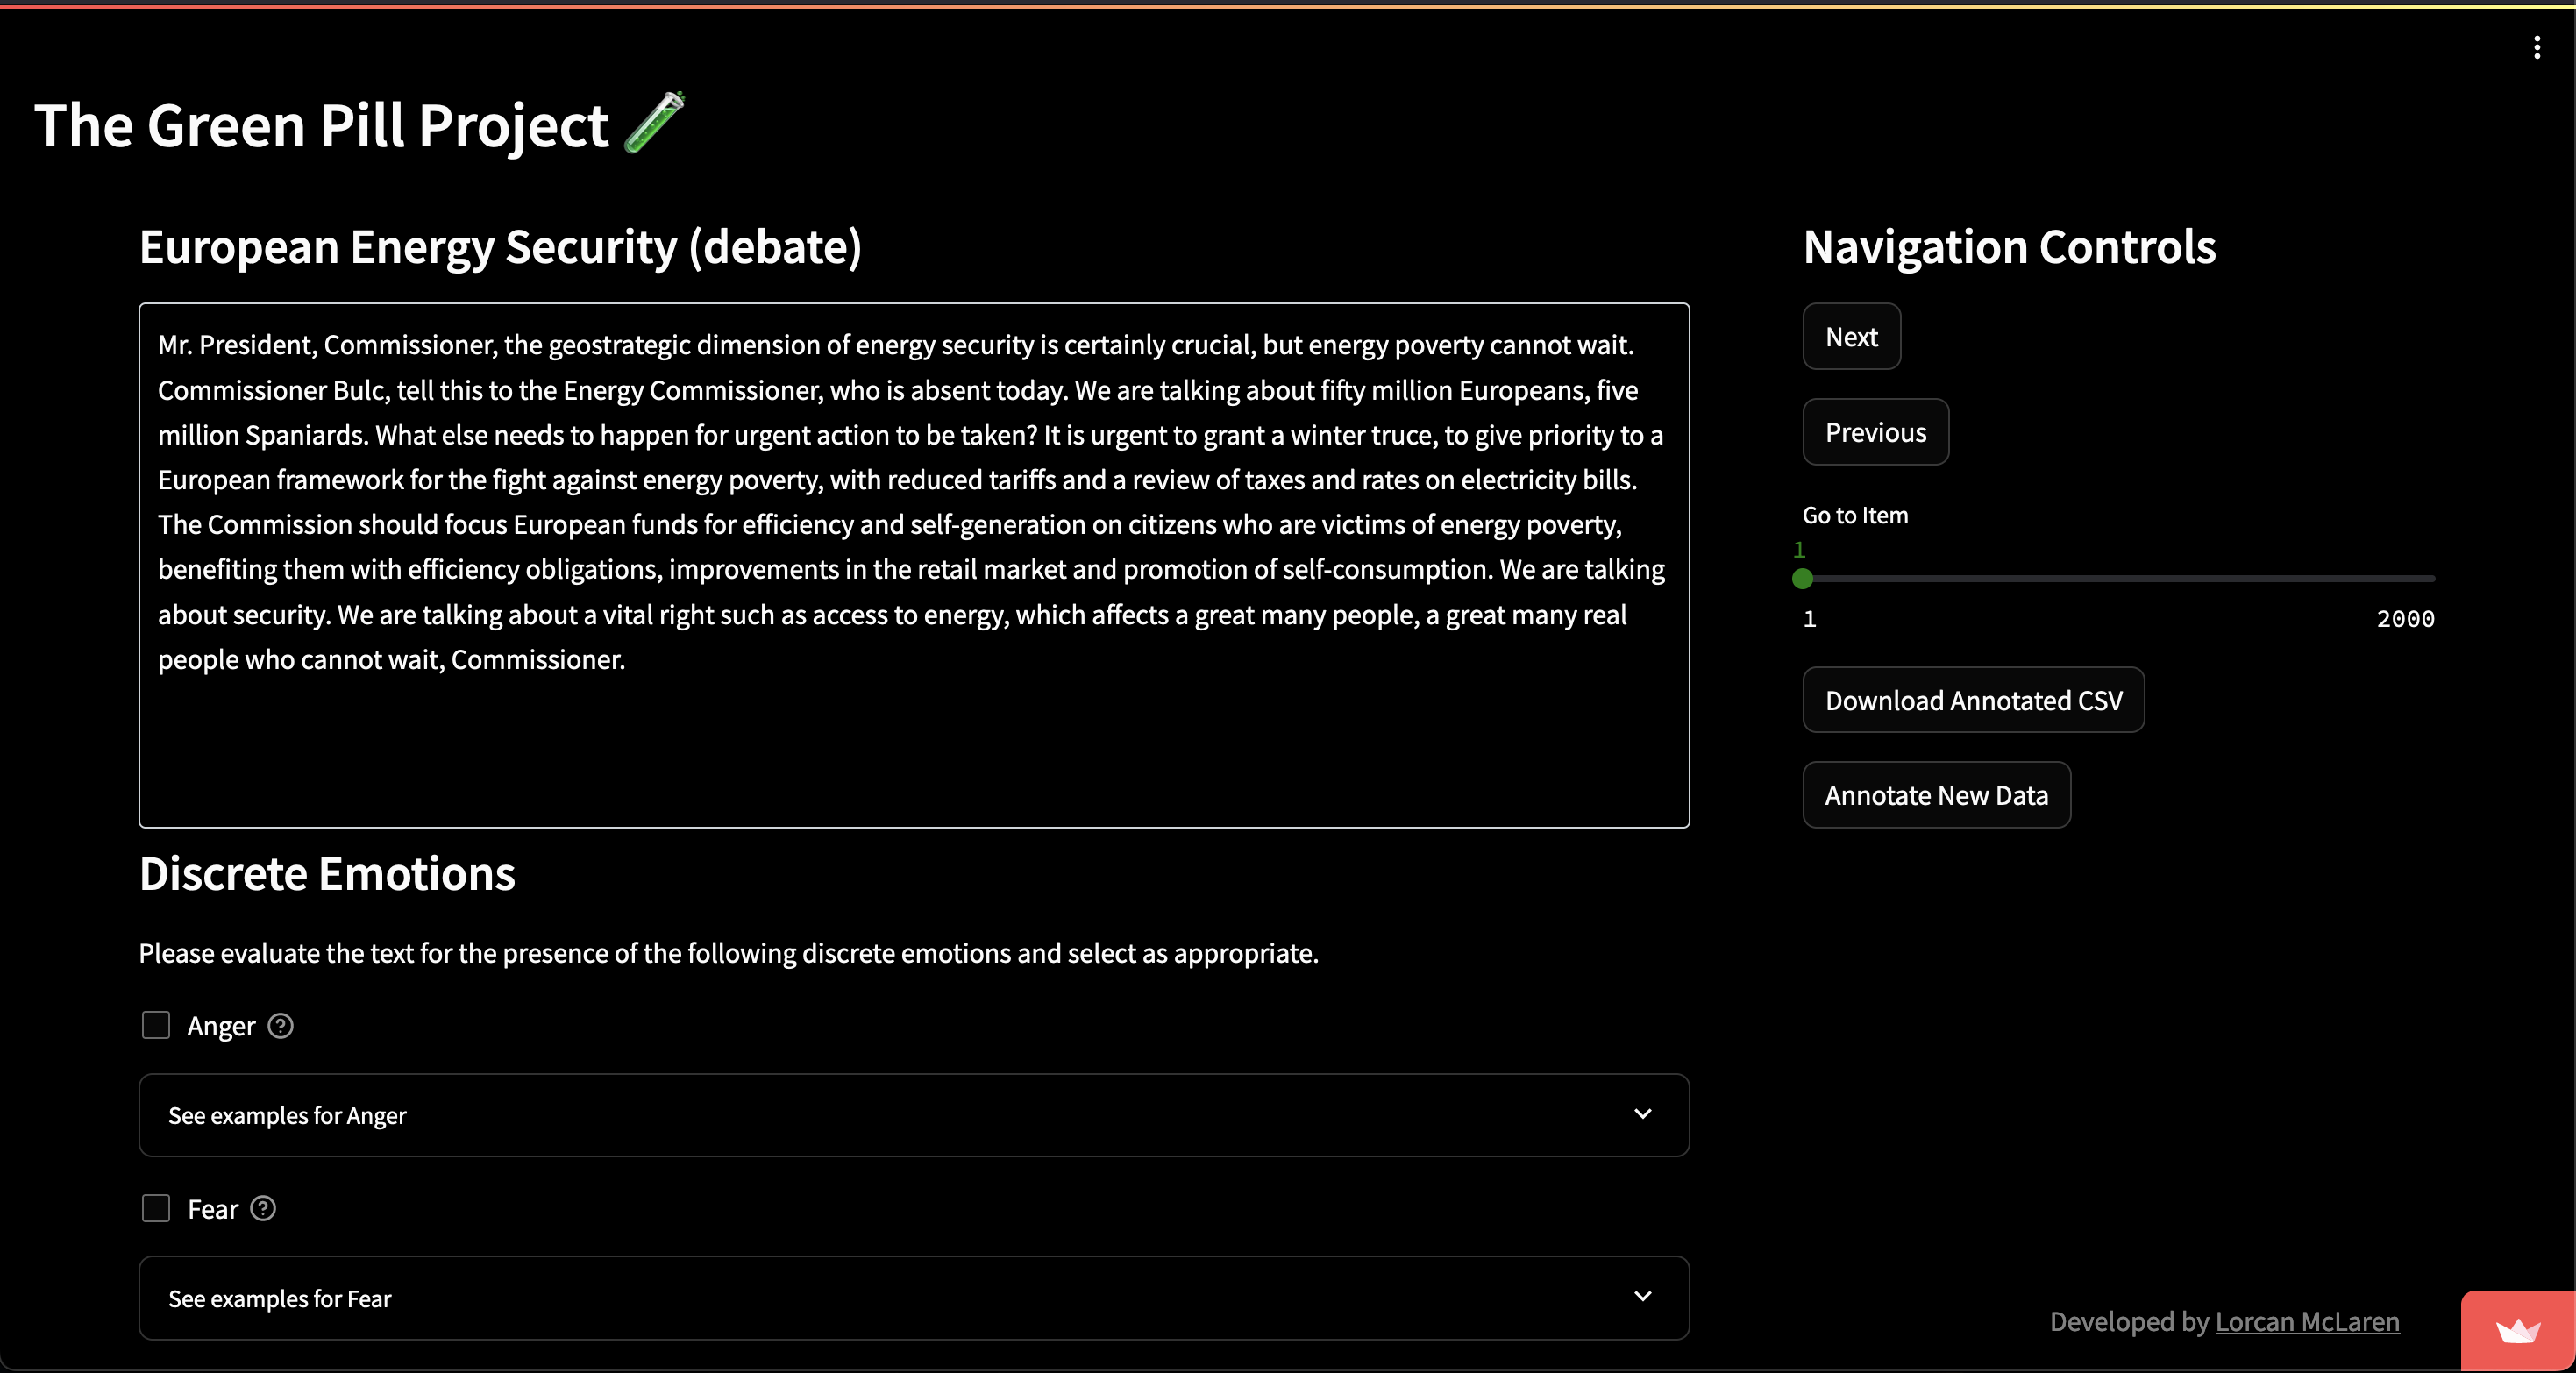 The Green Pill Project
European Energy Security (debate)
Mr. President, Commissioner, the geostrategic dimension of energy security is certainly crucial, but energy poverty cannot wait.
Commissioner Bulc, tell this to the Energy Commissioner, who is absent today. We are talking about fifty million Europeans, five
million Spaniards. What else needs to happen for urgent action to be taken? It is urgent to grant a winter truce, to give priority to a
European framework for the fight against energy poverty, with reduced tariffs and a review of taxes and rates on electricity bills.
The Commission should focus European funds for efficiency and self-generation on citizens who are victims of energy poverty,
benefiting them with efficiency obligations, improvements in the retail market and promotion of self-consumption. We are talking
about security. We are talking about a vital right such as access to energy, which affects a great many people, a great many real
people who cannot wait, Commissioner.
Discrete Emotions
Please evaluate the text for the presence of the following discrete emotions and select as appropriate.
Anger
See examples for Anger
Fear
See examples for Fear
Navigation Controls
Next
Previous
Go to Item
1
1 2000
Download Annotated CSV
Annotate New Data
Developed by Lorcan McLaren